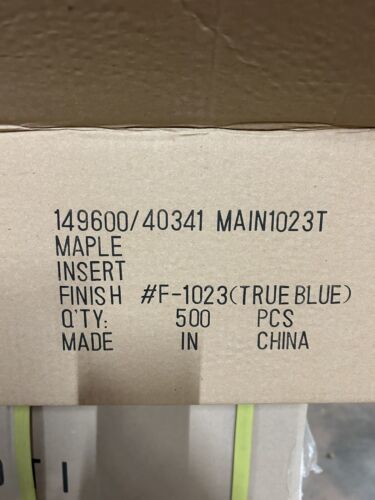 149600/40341 MAIN1023T
MAPLE
INSERT
FINISH #F-1023(TRUE BLUE)
Q'TY: 500 PCS
MADE IN CHINA